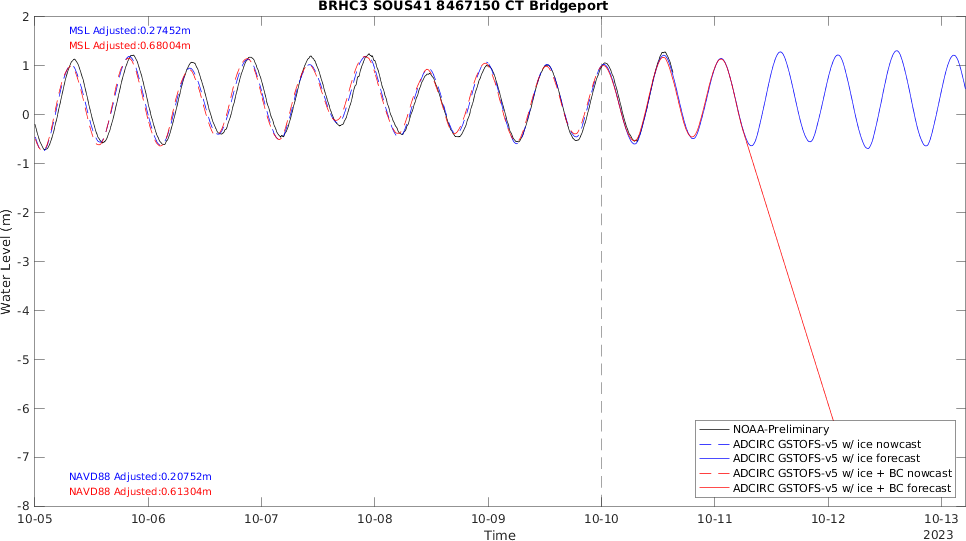 BRHC3 SOUS41 8467150 CT Bridgeport
MSL Adjusted:0.27452m
MSL Adjusted:0.68004m
2
1
0
-1
-2
-3
-4
-5
-6
-7
-8
Water Level (m)
NOAA-Preliminary
ADCIRC GSTOFS-v5 w/ ice nowcast
ADCIRC GSTOFS-v5 w/ ice forecast
ADCIRC GSTOFS-v5 w/ ice + BC nowcast
ADCIRC GSTOFS-v5 w/ ice + BC forecast
NAVD88 Adjusted:0.20752m
NAVD88 Adjusted:0.61304m
10-05 10-06 10-07 10-08 10-09 10-10 10-11 10-12 10-13
Time
2023